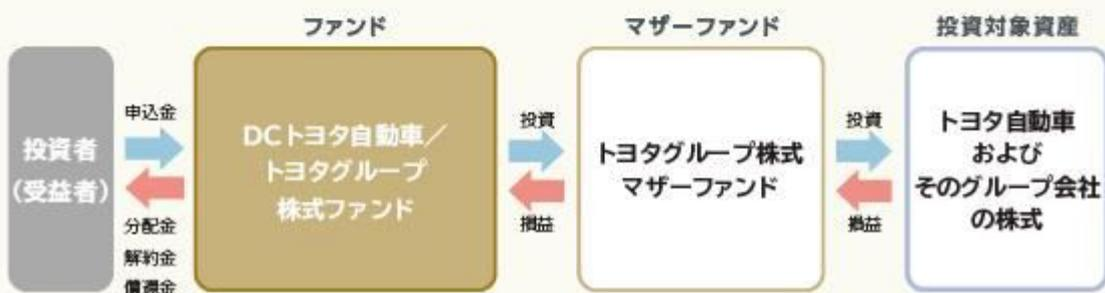 ファンド
マザーファンド
投資対象資産
投資者
(受益者)
申込金
分配金
解約金
償還金
DCトヨタ自動車／
トヨタグループ
株式ファンド
投資
損益
トヨタグループ株式
マザーファンド
投資
損益
トヨタ自動車
および
そのグループ会社
の株式